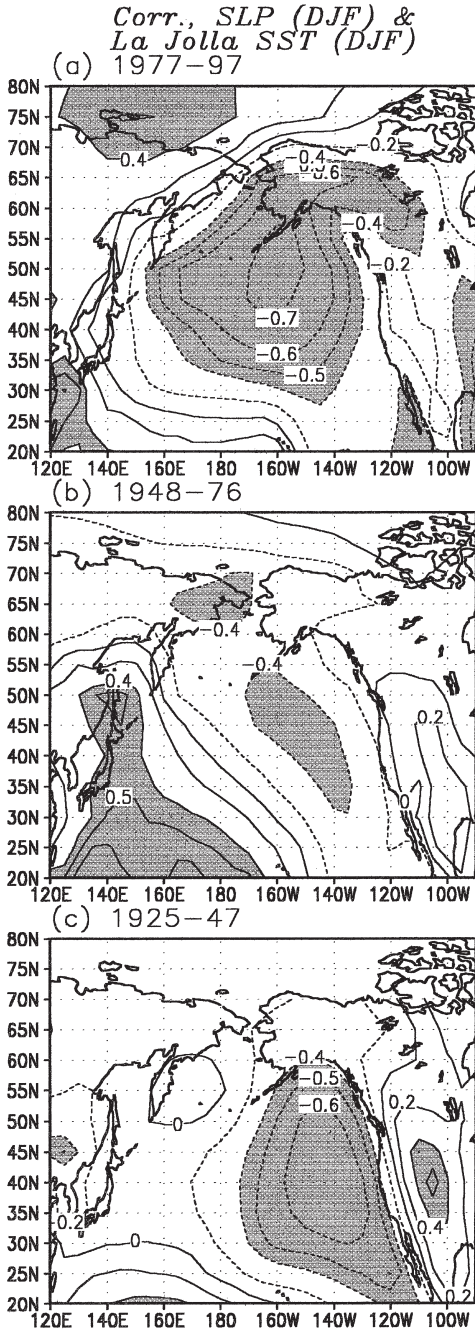 Corr., SLP (DJF) &
La Jolla SST (DJF)
(a) 1977−97
80N
75N
70N
65N
60N
55N
50N
45N
40N
35N
30N
25N
20N
0.4
−0.2
−0.4
−0.6
−0.4
−0.2
−0.7
−0.6
−0.5
120E 140E 160E 180 160W 140W 120W 100W
(b) 1948−76
80N
75N
70N
65N
60N
55N
50N
45N
40N
35N
30N
25N
20N
−0.4
−0.4
0.4
0.2
0.5
0
120E 140E 160E 180 160W 140W 120W 100W
(c) 1925−47
80N
75N
70N
65N
60N
55N
50N
45N
40N
35N
30N
25N
20N
−0.4
−0.5
−0.6
0.2
0
0.2
0.4
0
0.2
120E 140E 160E 180 160W 140W 120W 100W